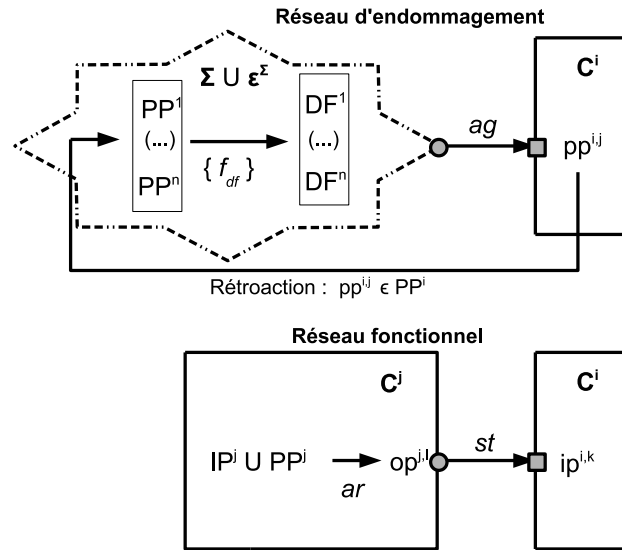 Réseau d'endommagement
Σ U ε^Σ
C^i
PP^1
(...)
PP^n
{ f_df }
DF^1
(...)
DF^n
ag
pp^i,j
Rétroaction : pp^i,j ϵ PP^i
Réseau fonctionnel
C^j
C^i
IP^j U PP^j
ar
op^j,l
st
ip^i,k